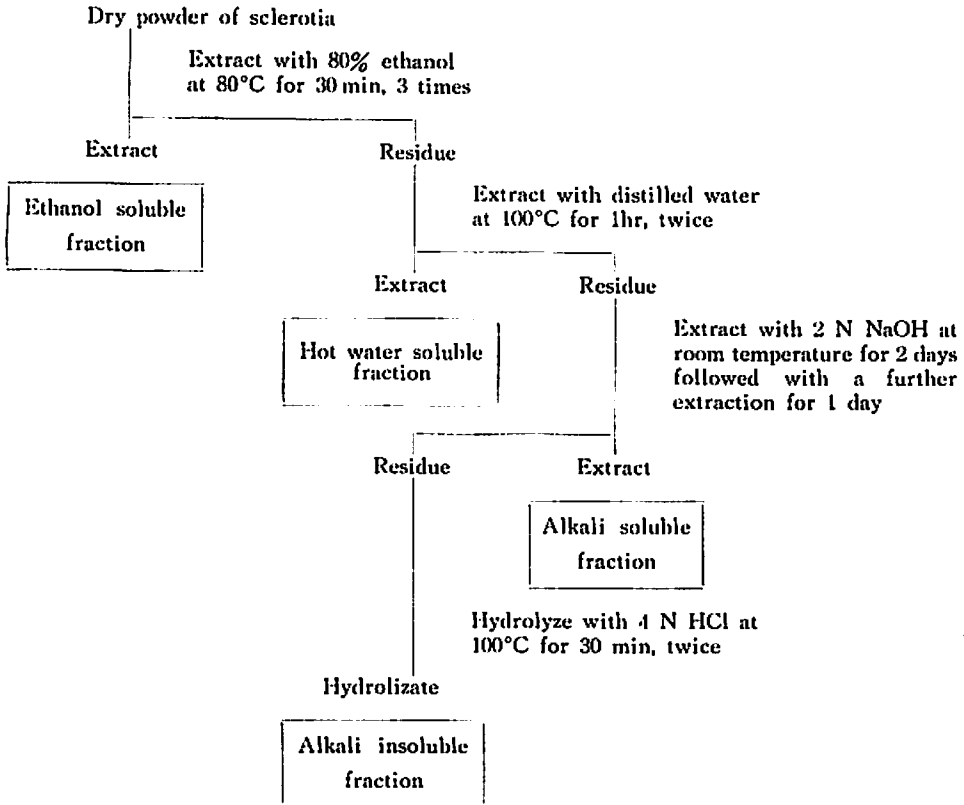 Dry powder of sclerotia
Extract with 80% ethanol
at 80°C for 30 min, 3 times
Extract
Residue
Ethanol soluble
fraction
Extract with distilled water
at 100°C for 1hr, twice
Extract
Residue
Hot water soluble
fraction
Extract with 2 N NaOH at
room temperature for 2 days
followed with a further
extraction for 1 day
Residue
Extract
Alkali soluble
fraction
Hydrolyze with N HCl at
100°C for 30 min, twice
Hydrolizate
Alkali insoluble
fraction